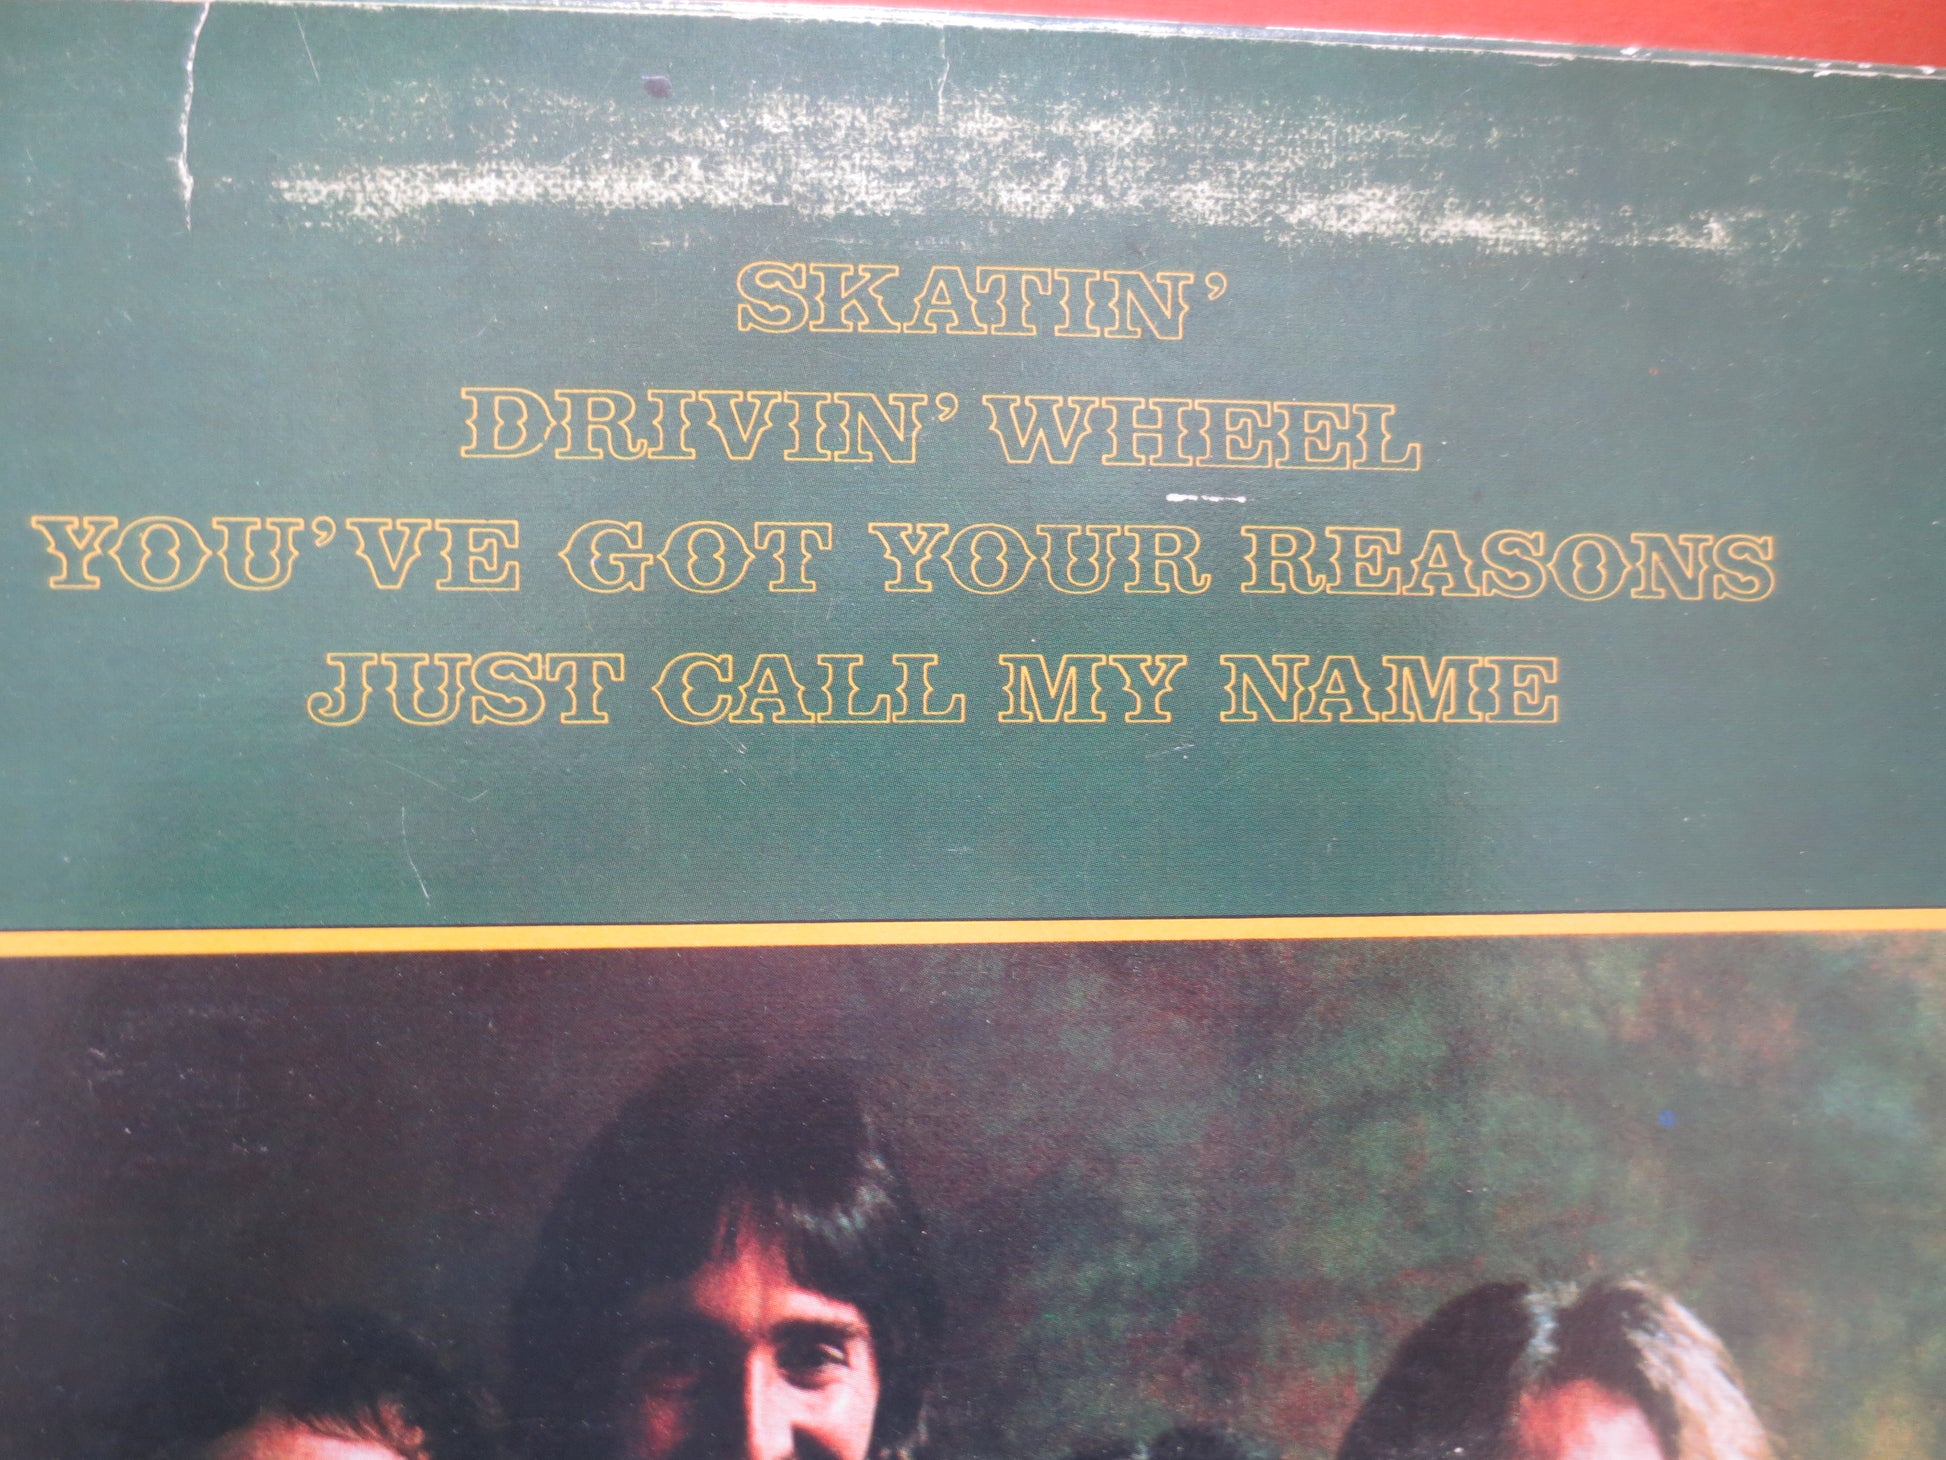 SKATIN’
DRIVIN’ WHEEL
YOU’VE GOT YOUR REASONS
JUST CALL MY NAME